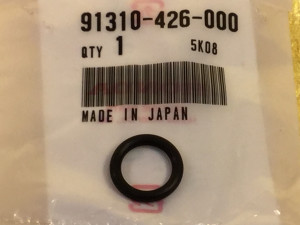 91310-426-000
QTY 1 5K08
MADE IN JAPAN